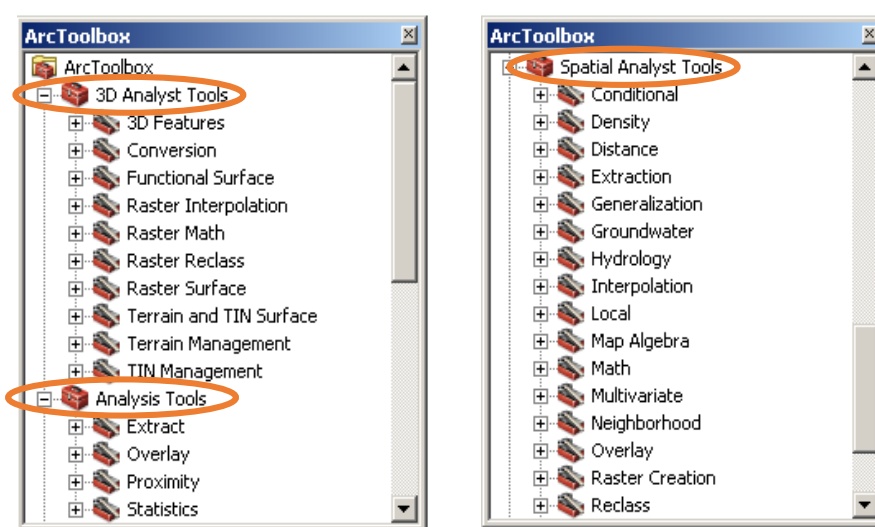 ArcToolbox
ArcToolbox
3D Analyst Tools
3D Features
Conversion
Functional Surface
Raster Interpolation
Raster Math
Raster Reclass
Raster Surface
Terrain and TIN Surface
Terrain Management
TIN Management
Analysis Tools
Extract
Overlay
Proximity
Statistics
ArcToolbox
Spatial Analyst Tools
Conditional
Density
Distance
Extraction
Generalization
Groundwater
Hydrology
Interpolation
Local
Map Algebra
Math
Multivariate
Neighborhood
Overlay
Raster Creation
Reclass